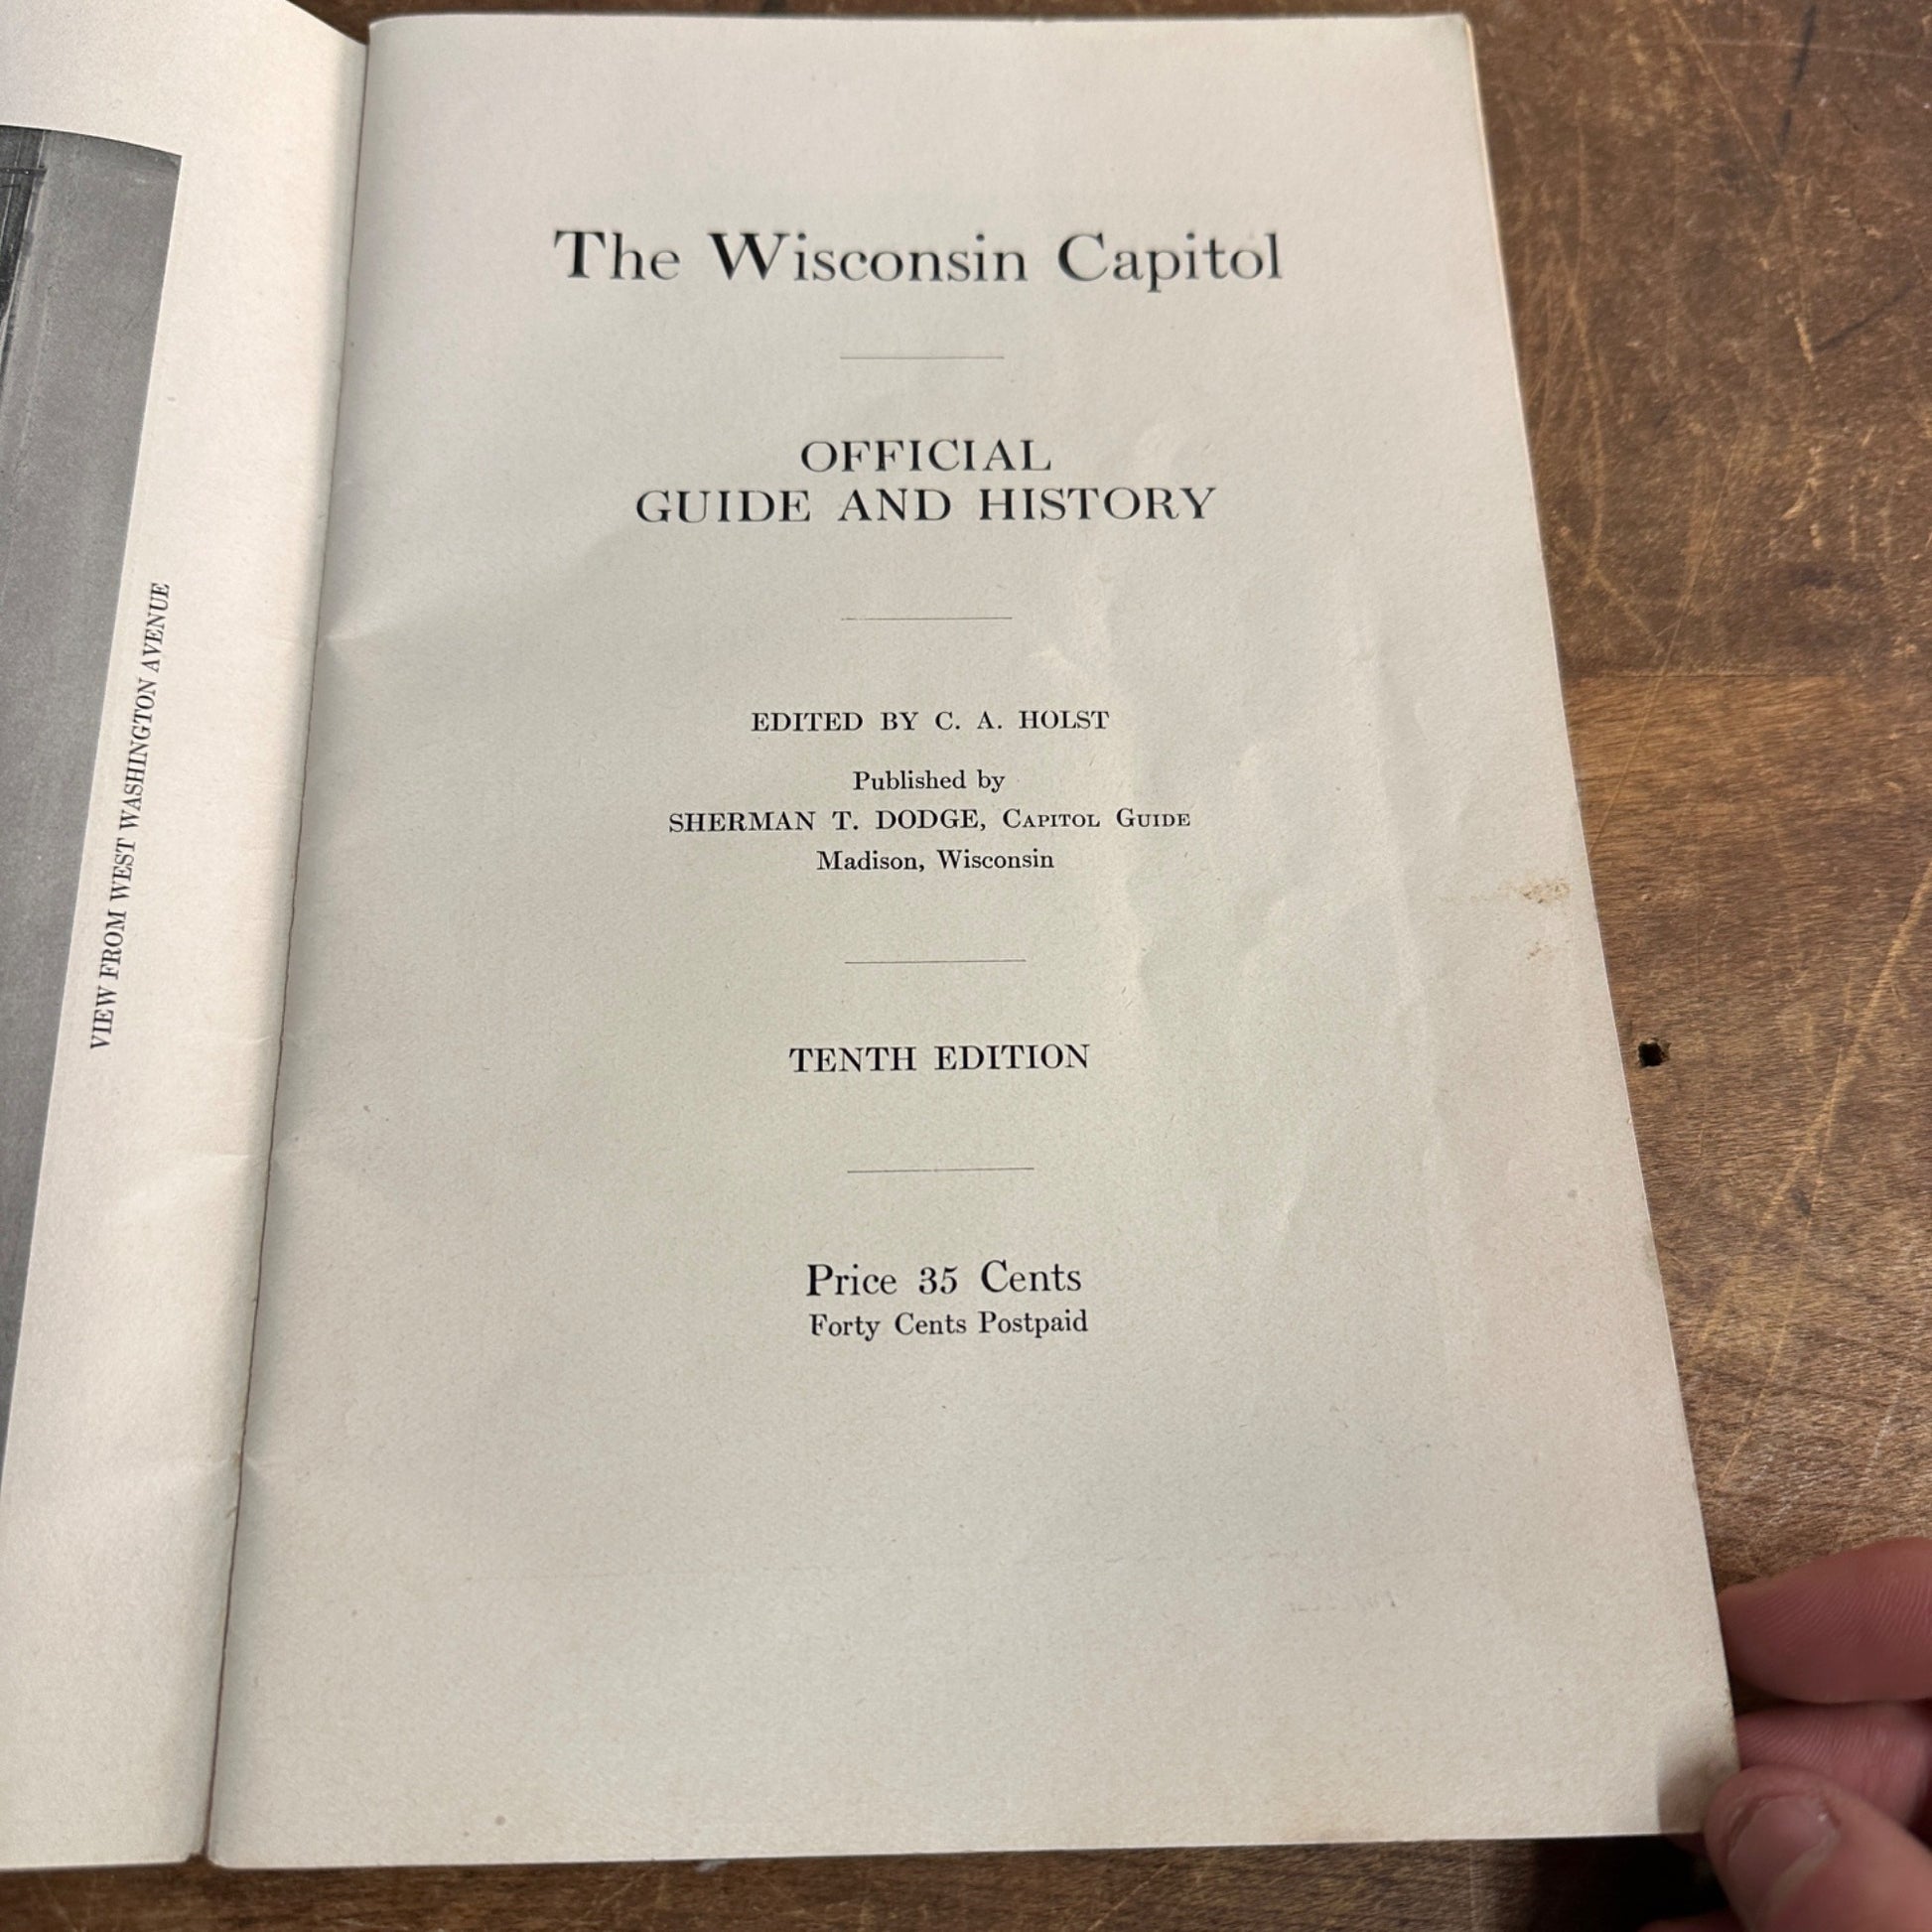 VIEW FROM WEST WASHINGTON AVENUE
The Wisconsin Capitol
OFFICIAL
GUIDE AND HISTORY
EDITED BY C. A. HOLST
Published by
SHERMAN T. DODGE, CAPITOL GUIDE
Madison, Wisconsin
TENTH EDITION
Price 35 Cents
Forty Cents Postpaid